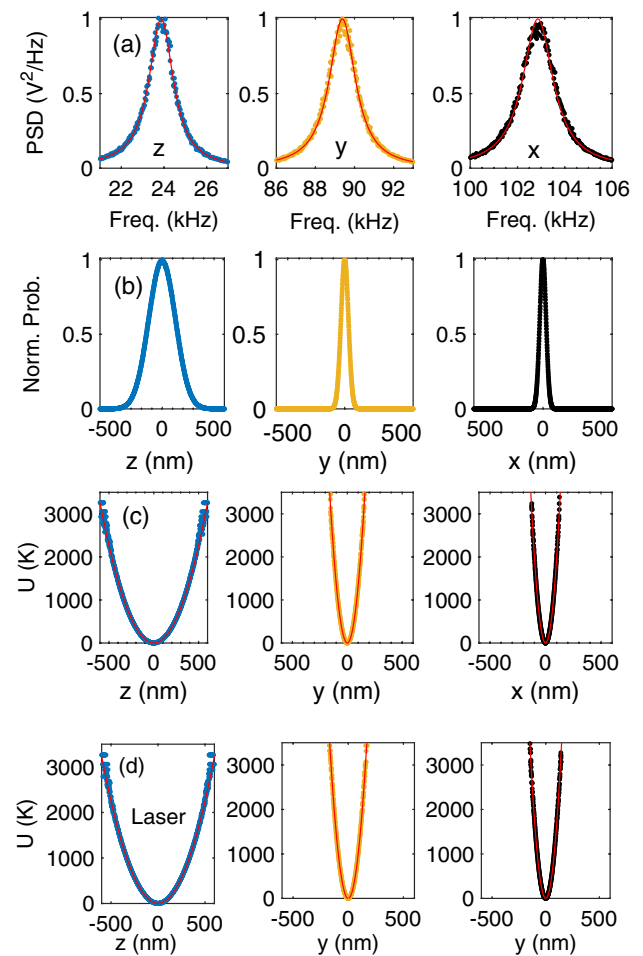 (a)
PSD (V²/Hz)
1
0.5
0
z
22 24 26
Freq. (kHz)
1
0.5
0
y
86 88 90 92
Freq. (kHz)
1
0.5
0
x
100 102 104 106
Freq. (kHz)
(b)
Norm. Prob.
1
0.5
0
-500 0 500
z (nm)
1
0.5
0
-500 0 500
y (nm)
1
0.5
0
-500 0 500
x (nm)
(c)
U (K)
3000
2000
1000
0
-500 0 500
z (nm)
3000
2000
1000
0
-500 0 500
y (nm)
3000
2000
1000
0
-500 0 500
x (nm)
(d)
Laser
U (K)
3000
2000
1000
0
-500 0 500
z (nm)
3000
2000
1000
0
-500 0 500
y (nm)
3000
2000
1000
0
-500 0 500
y (nm)